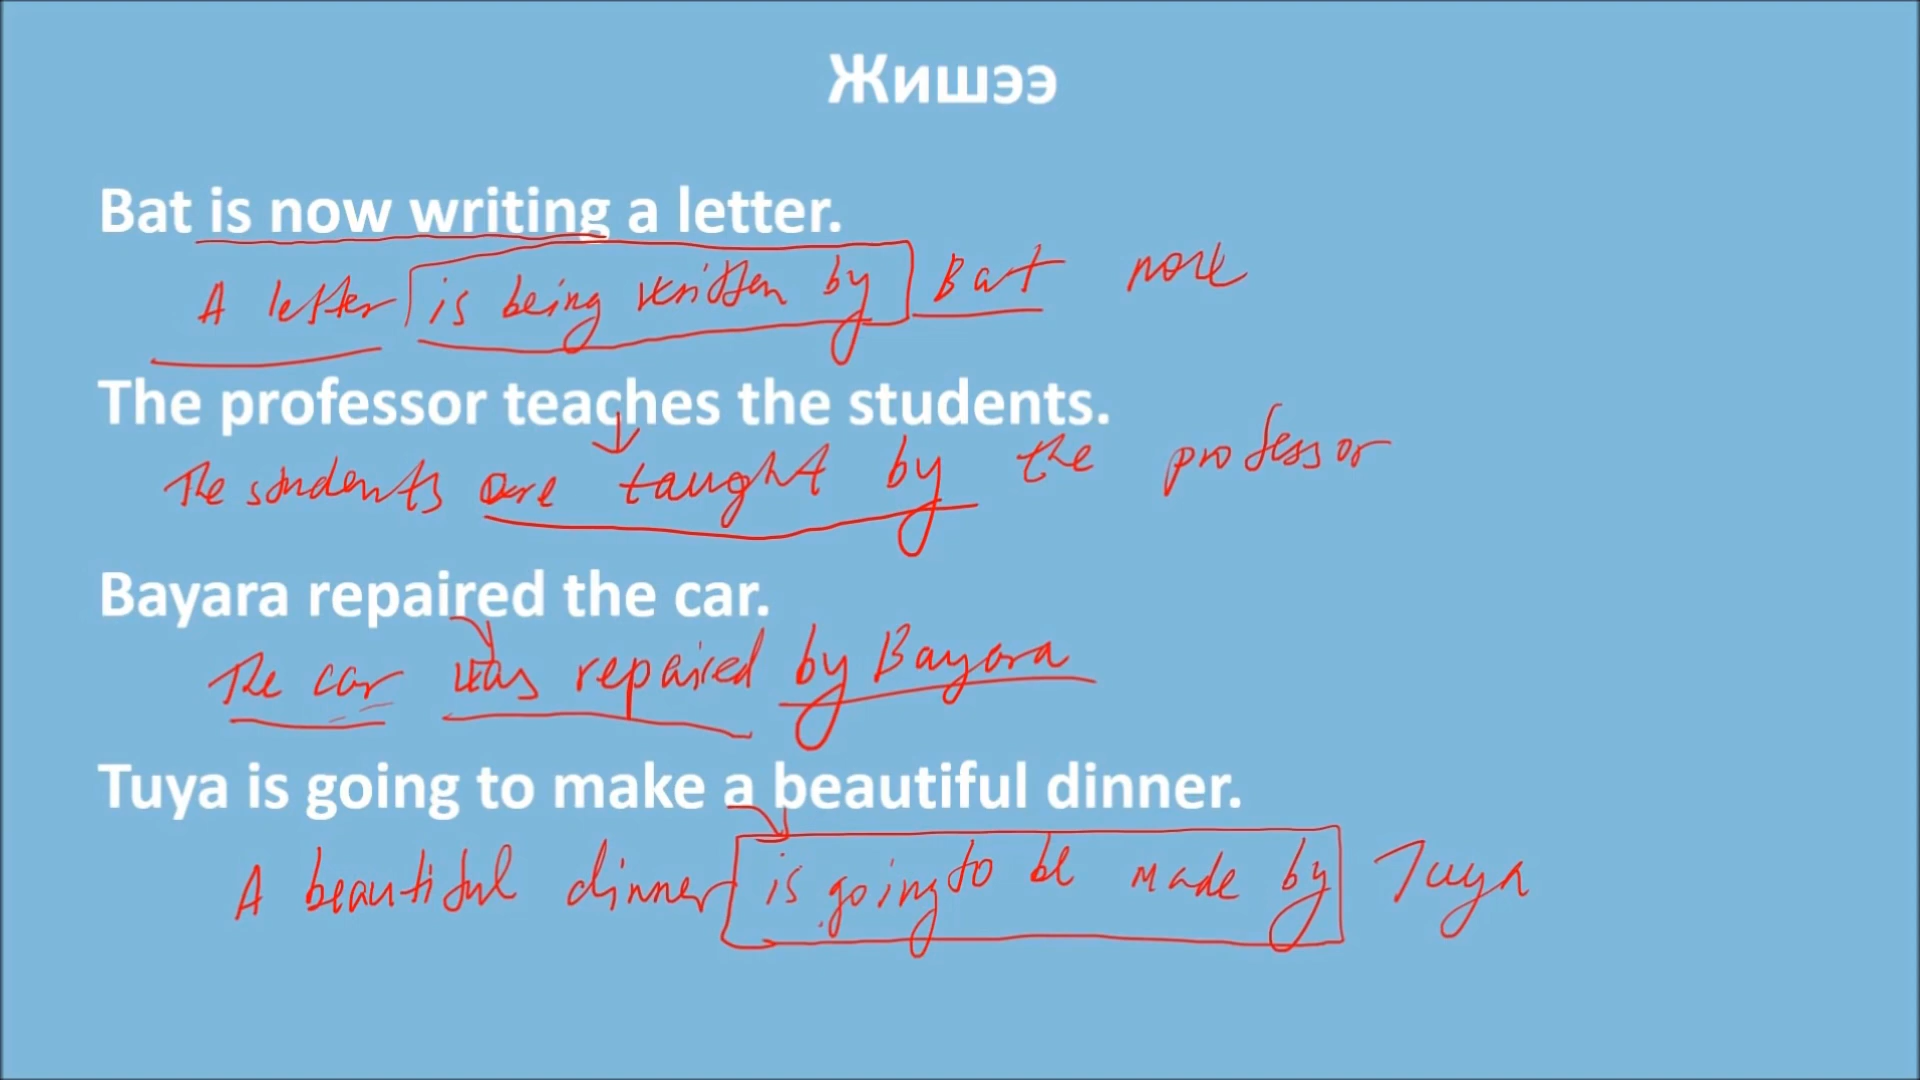 Жишээ
Bat is now writing a letter.
A letter is being written by Bat now
The professor teaches the students.
The students are taught by the professor
Bayara repaired the car.
The car was repaired by Bayara
Tuya is going to make a beautiful dinner.
A beautiful dinner is going to be made by Tuya